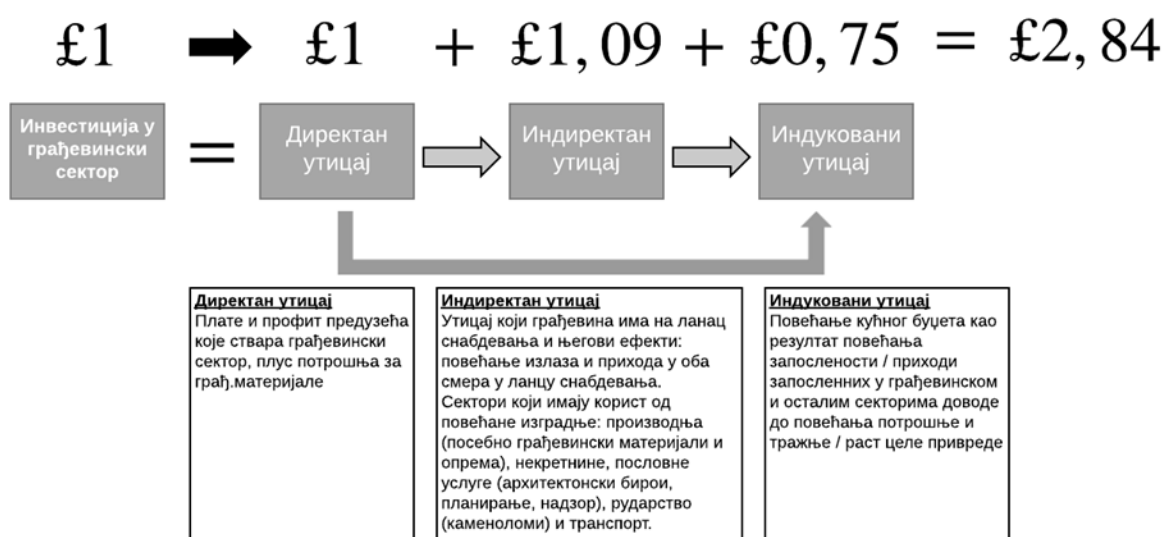 £1 ➡ £1 + £1, 09 + £0, 75 = £2, 84
Инвестиција у
грађевински
сектор
=
Директан
утицај
Индиректан
утицај
Индуковани
утицај
Директан утицај
Плате и профит предузећа
које ствара грађевински
сектор, плус потрошња за
грађ.материјале
Индиректан утицај
Утицај који грађевина има на ланац
снабдевања и његови ефекти:
повећање излаза и прихода у оба
смера у ланцу снабдевања.
Сектори који имају корист од
повећане изградње: производња
(посебно грађевински материјали и
опрема), некретнине, пословне
услуге (архитектонски бирои,
планирање, надзор), рударство
(каменоломи) и транспорт.
Индуковани утицај
Повећање кућног буџета као
резултат повећања
запослености / приходи
запосленних у грађевинском
и осталим секторима доводе
до повећања потрошње и
тражње / раст целе привреде